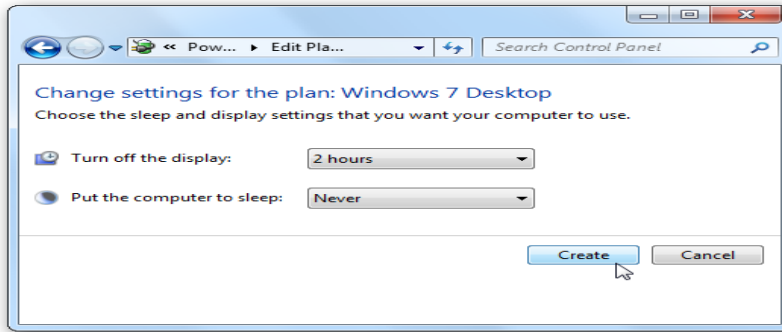 « Pow... ▸ Edit Pla... Search Control Panel
Change settings for the plan: Windows 7 Desktop
Choose the sleep and display settings that you want your computer to use.
Turn off the display: 2 hours
Put the computer to sleep: Never
Create Cancel